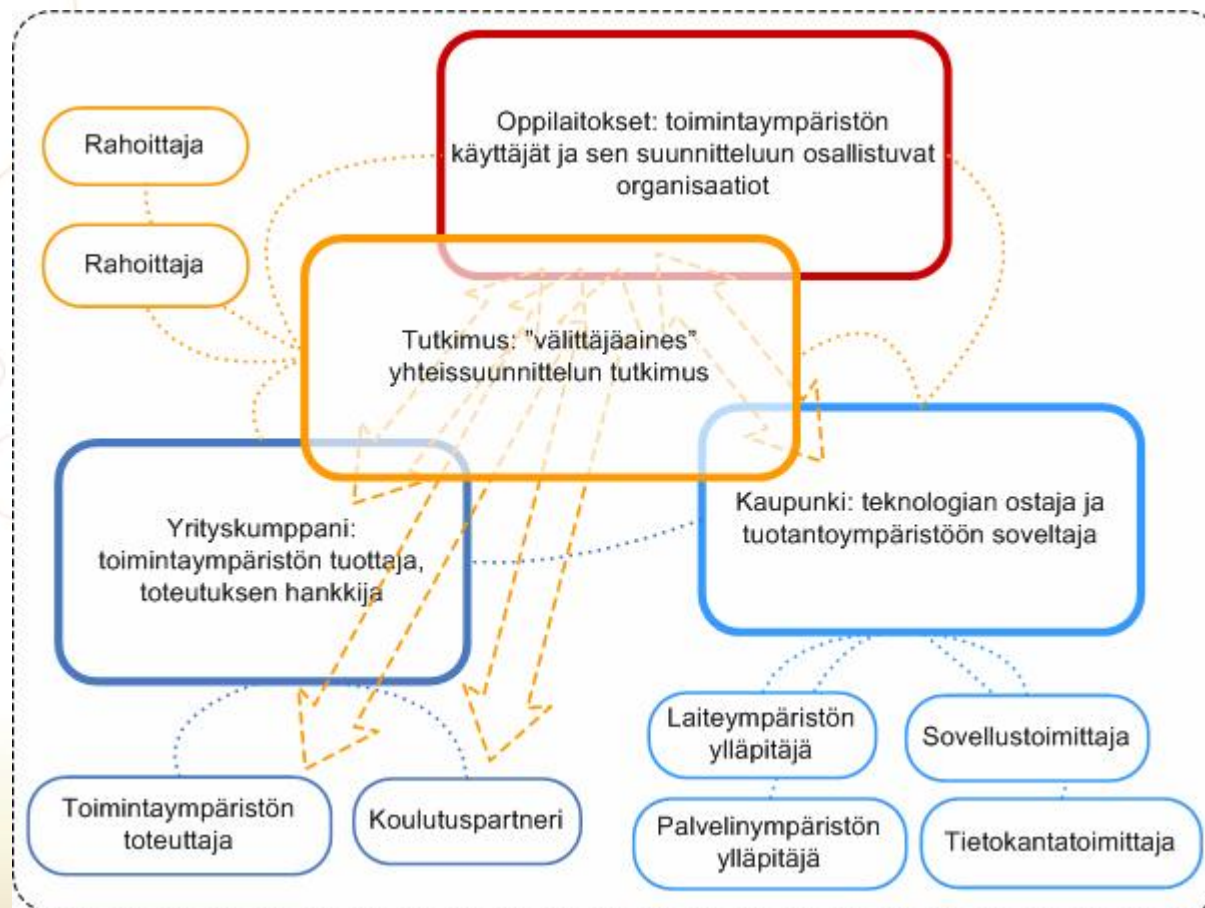 Oppilaitokset: toimintaympäristön
käyttäjät ja sen suunnitteluun osallistuvat
organisaatiot
Rahoittaja
Rahoittaja
Tutkimus: "välittäjäaines”
yhteissuunnittelun tutkimus
Yrityskumppani:
toimintaympäristön tuottaja,
toteutuksen hankkija
Kaupunki: teknologian ostaja ja
tuotantoympäristöön soveltaja
Toimintaympäristön
toteuttaja
Koulutuspartneri
Laiteympäristön
ylläpitäjä
Sovellustoimittaja
Palvelinympäristön
ylläpitäjä
Tietokantatoimittaja